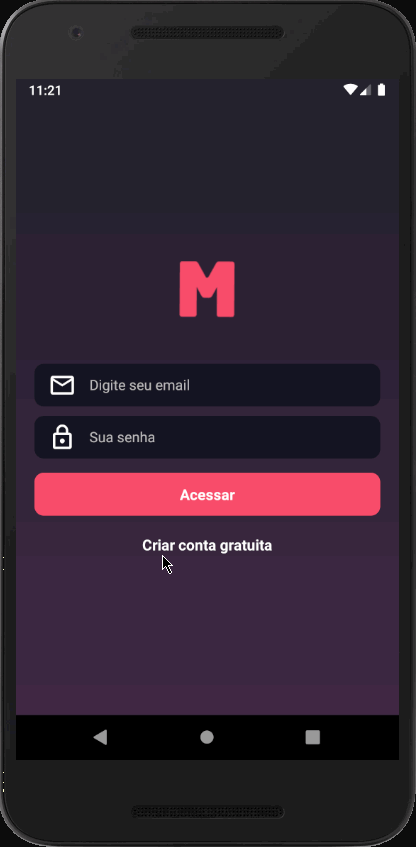 11:21
M
Digite seu email
Sua senha
Acessar
Criar conta gratuita